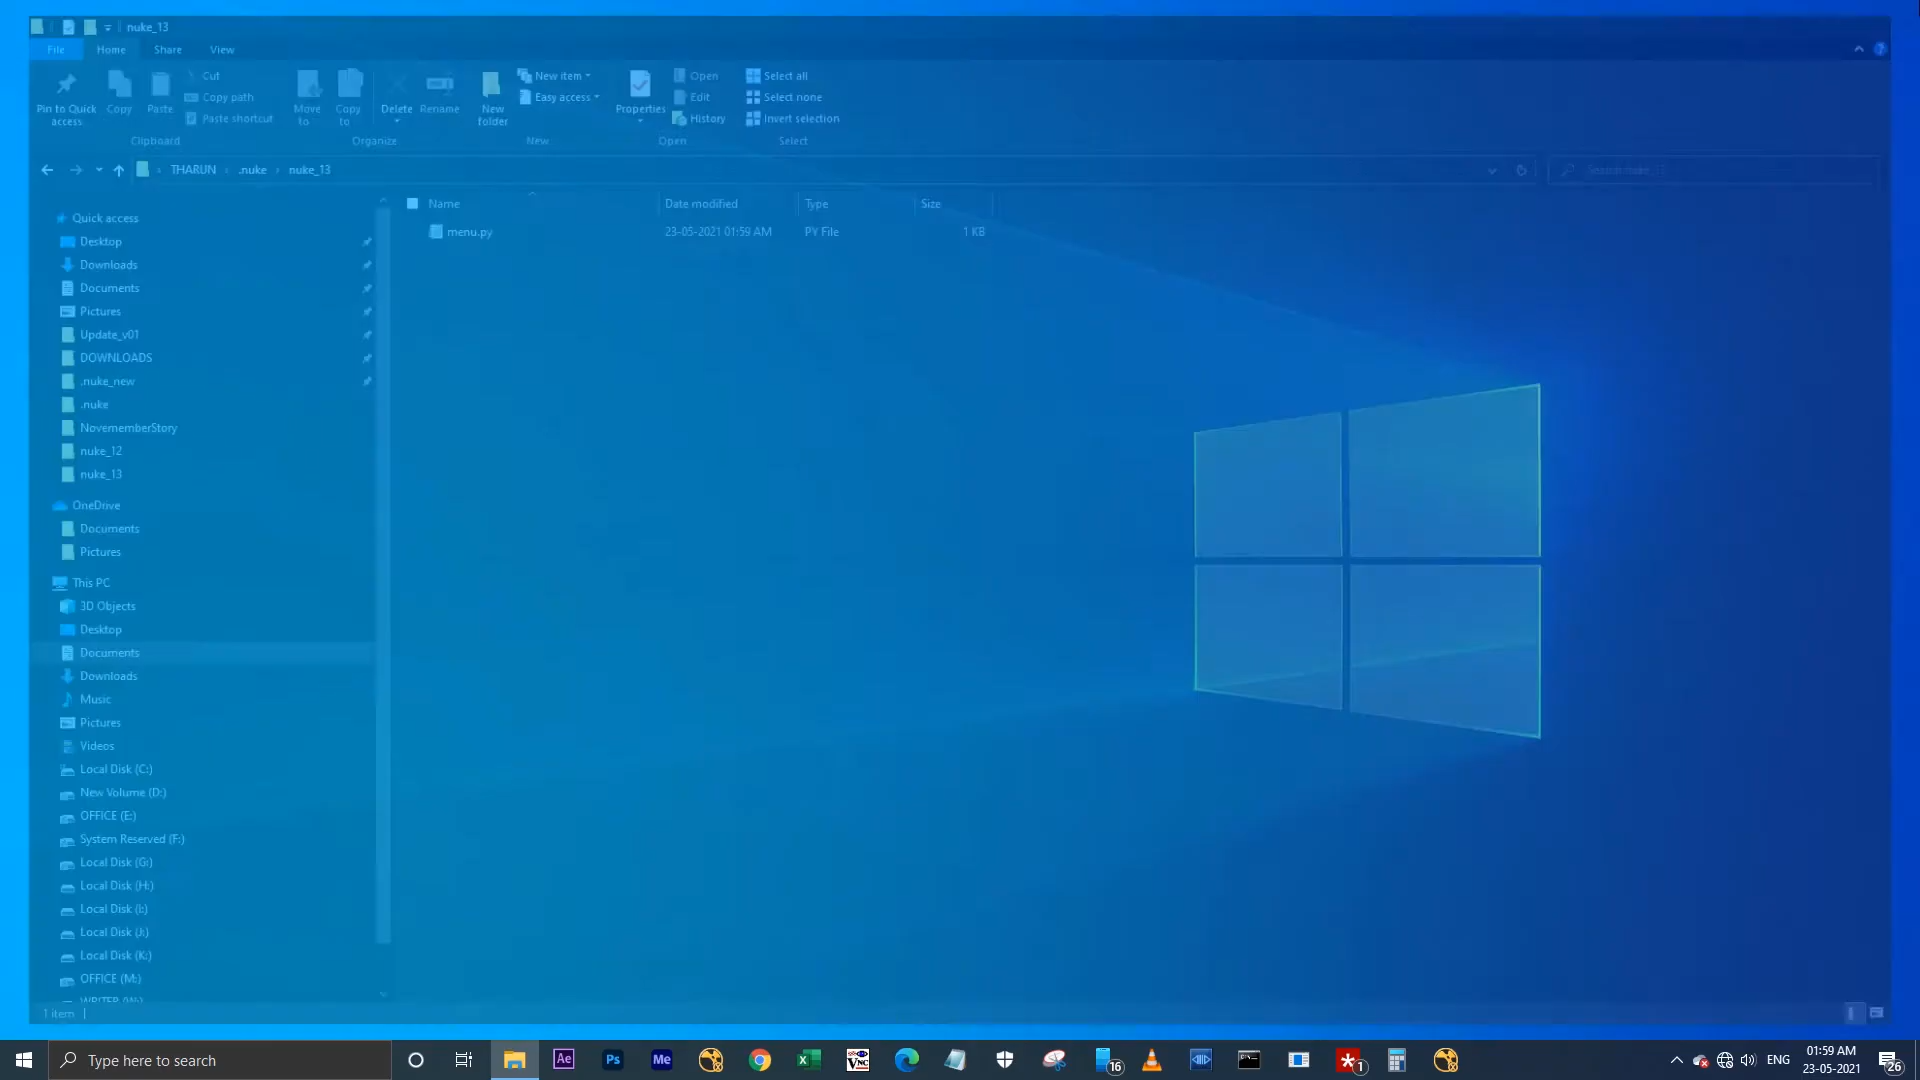 nuke_13
File Home Share View
Pin to Quick access
Copy
Paste
Cut
Copy path
Paste shortcut
Clipboard
Move to
Copy to
Delete
Rename
Organize
New folder
New item
Easy access
New
Properties
Open
Edit
History
Open
Select all
Select none
Invert selection
Select
THARUN › .nuke › nuke_13
Search nuke_13
Name Date modified Type Size
menu.py 23-05-2021 01:59 AM PY File 1 KB
Quick access
Desktop
Downloads
Documents
Pictures
Update_v01
DOWNLOADS
.nuke_new
.nuke
NovememberStory
nuke_12
nuke_13
OneDrive
Documents
Pictures
This PC
3D Objects
Desktop
Documents
Downloads
Music
Pictures
Videos
Local Disk (C:)
New Volume (D:)
OFFICE (E:)
System Reserved (F:)
Local Disk (G:)
Local Disk (H:)
Local Disk (I:)
Local Disk (J:)
Local Disk (K:)
OFFICE (M:)
WRITER (W:)
1 item
Type here to search
Ae
Ps
Me
VNC
16
1
ENG
01:59 AM
23-05-2021
26